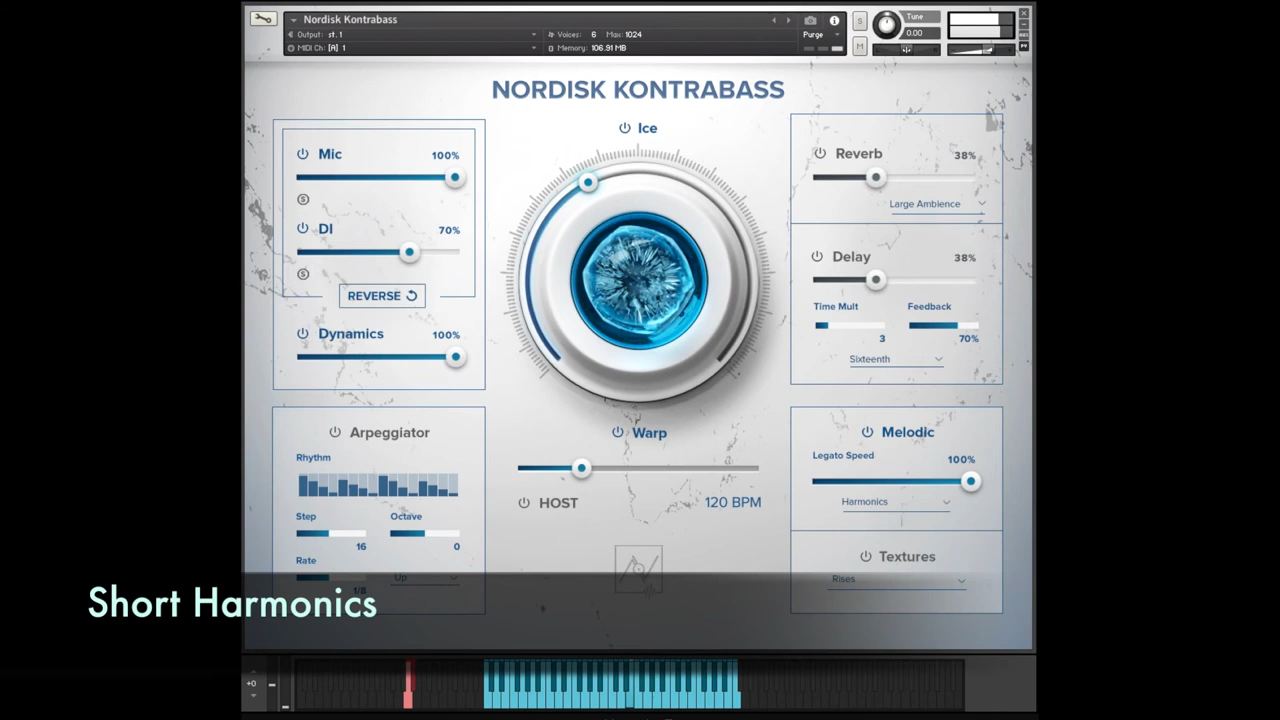 Nordisk Kontrabass
Output: st.1
Voices: 6 Max: 1024
Purge
MIDI Ch: [A] 1
Memory: 106.91 MB
S
M
Tune
0.00
NORDISK KONTRABASS
Mic 100%
S
DI 70%
S
REVERSE
Dynamics 100%
Ice
Reverb 38%
Large Ambience
Delay 38%
Time Mult Feedback
3 70%
Sixteenth
Arpeggiator
Rhythm
Step Octave
16 0
Rate
Up
1/8
Warp
HOST 120 BPM
Melodic
Legato Speed 100%
Harmonics
Textures
Rises
Short Harmonics
+0